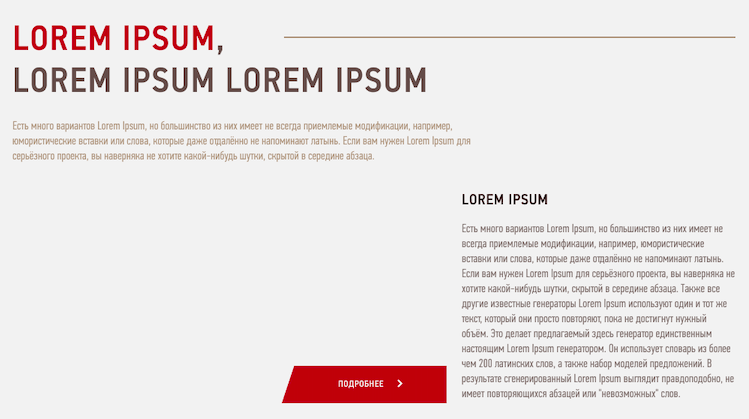 LOREM IPSUM,
LOREM IPSUM LOREM IPSUM
Есть много вариантов Lorem Ipsum, но большинство из них имеет не всегда приемлемые модификации, например,
юмористические вставки или слова, которые даже отдалённо не напоминают латынь. Если вам нужен Lorem Ipsum для
серьёзного проекта, вы наверняка не хотите какой-нибудь шутки, скрытой в середине абзаца.
LOREM IPSUM
Есть много вариантов Lorem Ipsum, но большинство из них имеет не
всегда приемлемые модификации, например, юмористические
вставки или слова, которые даже отдалённо не напоминают латынь.
Если вам нужен Lorem Ipsum для серьёзного проекта, вы наверняка не
хотите какой-нибудь шутки, скрытой в середине абзаца. Также все
другие известные генераторы Lorem Ipsum используют один и тот же
текст, который они просто повторяют, пока не достигнут нужный
объём. Это делает предлагаемый здесь генератор единственным
настоящим Lorem Ipsum генератором. Он использует словарь из более
чем 200 латинских слов, а также набор моделей предложений. В
результате сгенерированный Lorem Ipsum выглядит правдоподобно, не
имеет повторяющихся абзацей или "невозможных" слов.
ПОДРОБНЕЕ